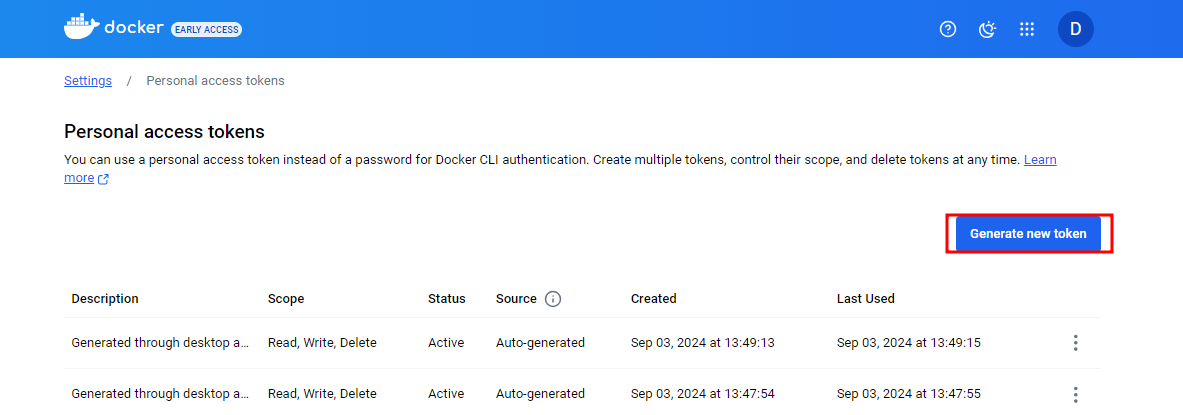 docker EARLY ACCESS
D
Settings / Personal access tokens
Personal access tokens
You can use a personal access token instead of a password for Docker CLI authentication. Create multiple tokens, control their scope, and delete tokens at any time. Learn
more
Generate new token
Description Scope Status Source Created Last Used
Generated through desktop a... Read, Write, Delete Active Auto-generated Sep 03, 2024 at 13:49:13 Sep 03, 2024 at 13:49:15
Generated through desktop a... Read, Write, Delete Active Auto-generated Sep 03, 2024 at 13:47:54 Sep 03, 2024 at 13:47:55